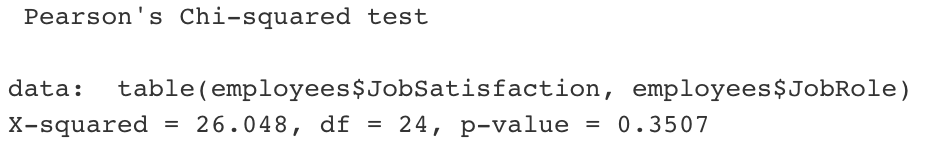 Pearson's Chi-squared test
data:  table(employees$JobSatisfaction, employees$JobRole)
X-squared = 26.048, df = 24, p-value = 0.3507